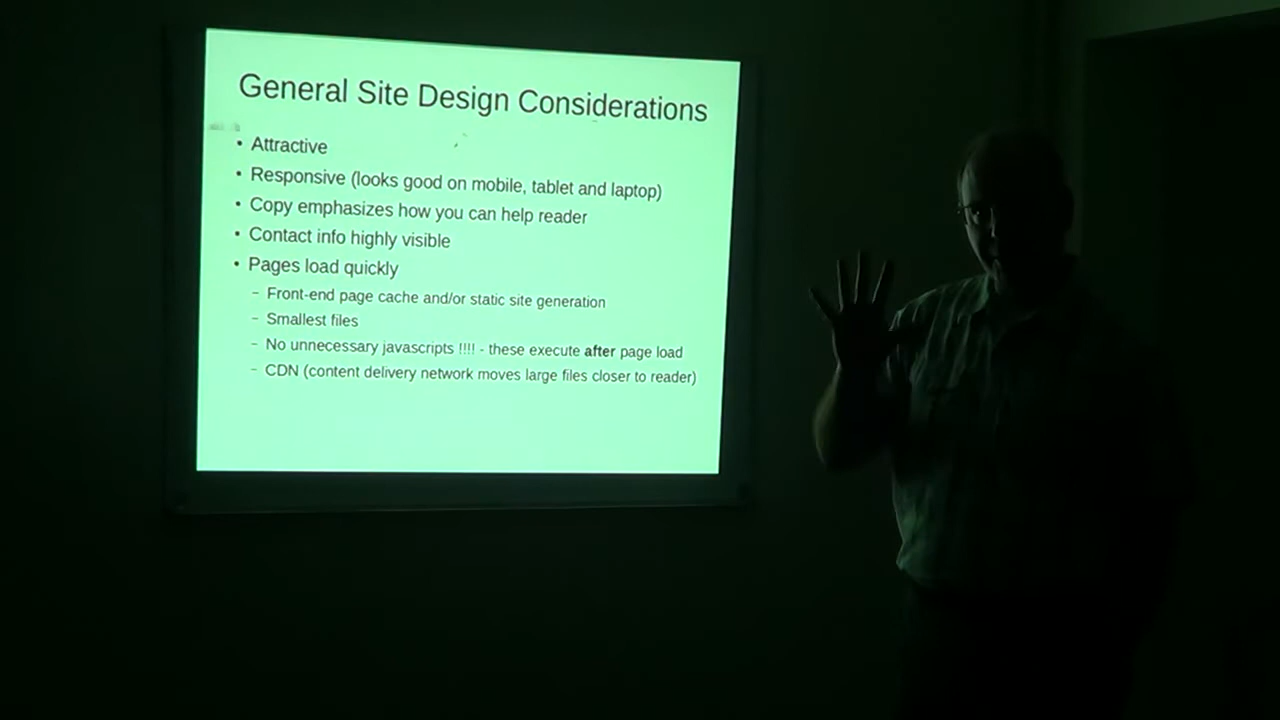 General Site Design Considerations
• Attractive
• Responsive (looks good on mobile, tablet and laptop)
• Copy emphasizes how you can help reader
• Contact info highly visible
• Pages load quickly
– Front-end page cache and/or static site generation
– Smallest files
– No unnecessary javascripts !!!! - these execute after page load
– CDN (content delivery network moves large files closer to reader)